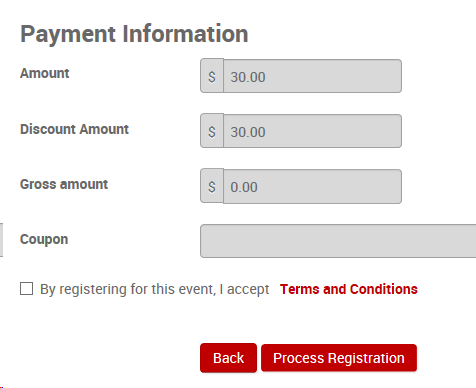 Payment Information
Amount $ 30.00
Discount Amount $ 30.00
Gross amount $ 0.00
Coupon
By registering for this event, I accept Terms and Conditions
Back Process Registration